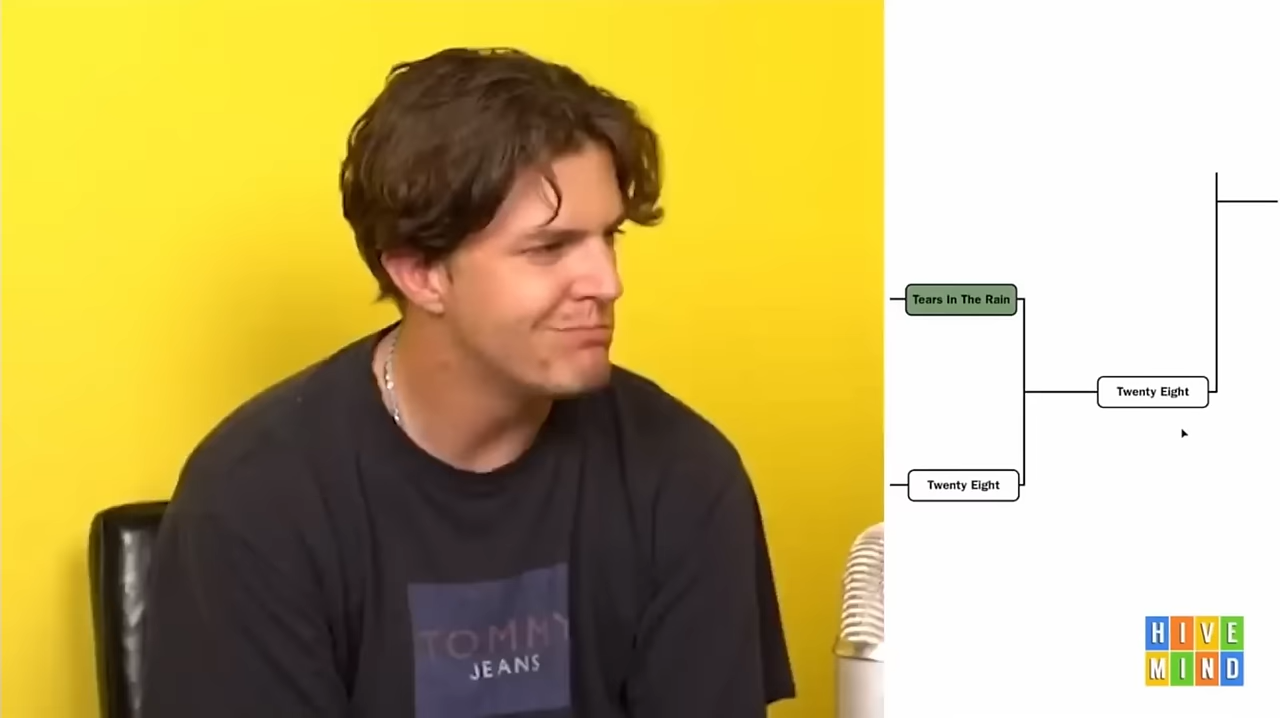 Tears In The Rain
Twenty Eight
Twenty Eight
TOMMY
JEANS
HIVE
MIND